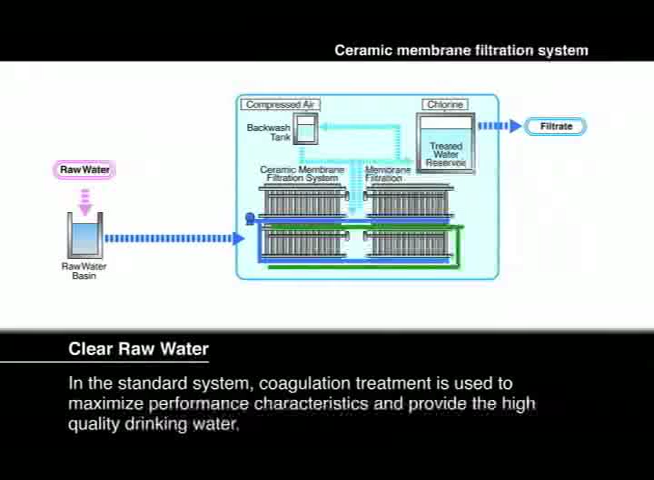 Ceramic membrane filtration system
Compressed Air
Chlorine
Backwash
Tank
Filtrate
Treated
Water
Reservoir
Raw Water
Ceramic Membrane
Filtration System
Membrane
Filtration
Raw Water
Basin
Clear Raw Water
In the standard system, coagulation treatment is used to
maximize performance characteristics and provide the high
quality drinking water.